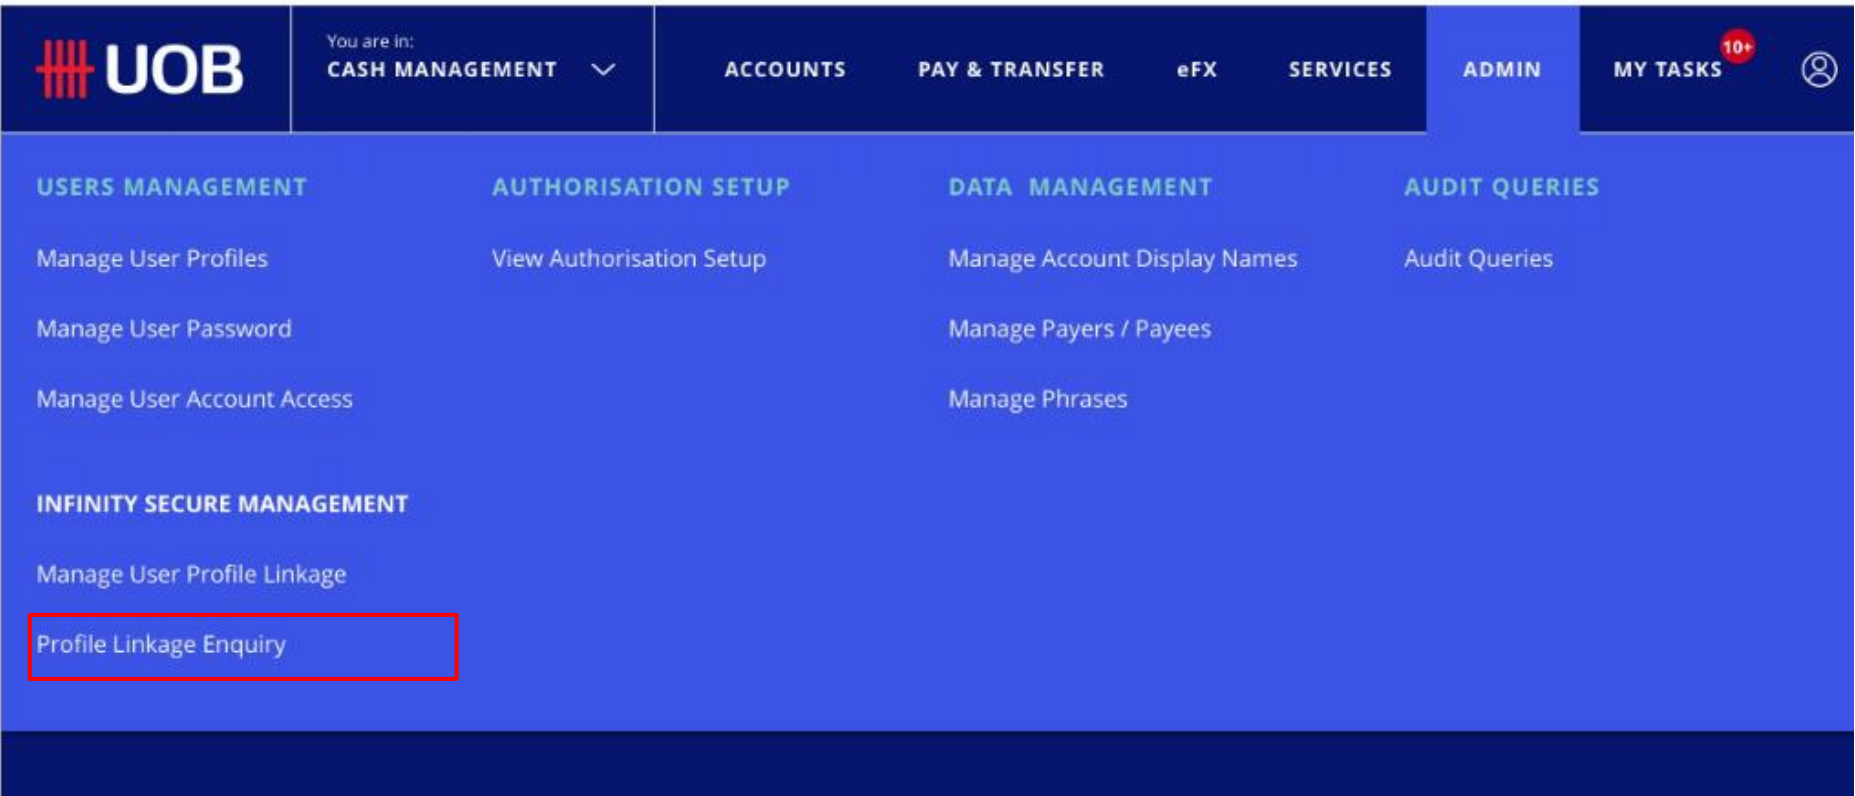 UOB
You are in:
CASH MANAGEMENT
ACCOUNTS
PAY & TRANSFER
eFX
SERVICES
ADMIN
MY TASKS
10+
USERS MANAGEMENT
Manage User Profiles
Manage User Password
Manage User Account Access
AUTHORISATION SETUP
View Authorisation Setup
DATA MANAGEMENT
Manage Account Display Names
Manage Payers / Payees
Manage Phrases
AUDIT QUERIES
Audit Queries
INFINITY SECURE MANAGEMENT
Manage User Profile Linkage
Profile Linkage Enquiry